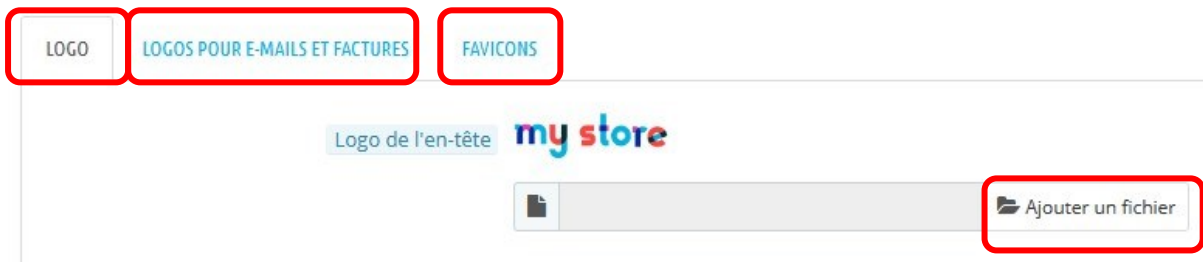 LOGO LOGOS POUR E-MAILS ET FACTURES FAVICONS
Logo de l'en-tête my store
Ajouter un fichier